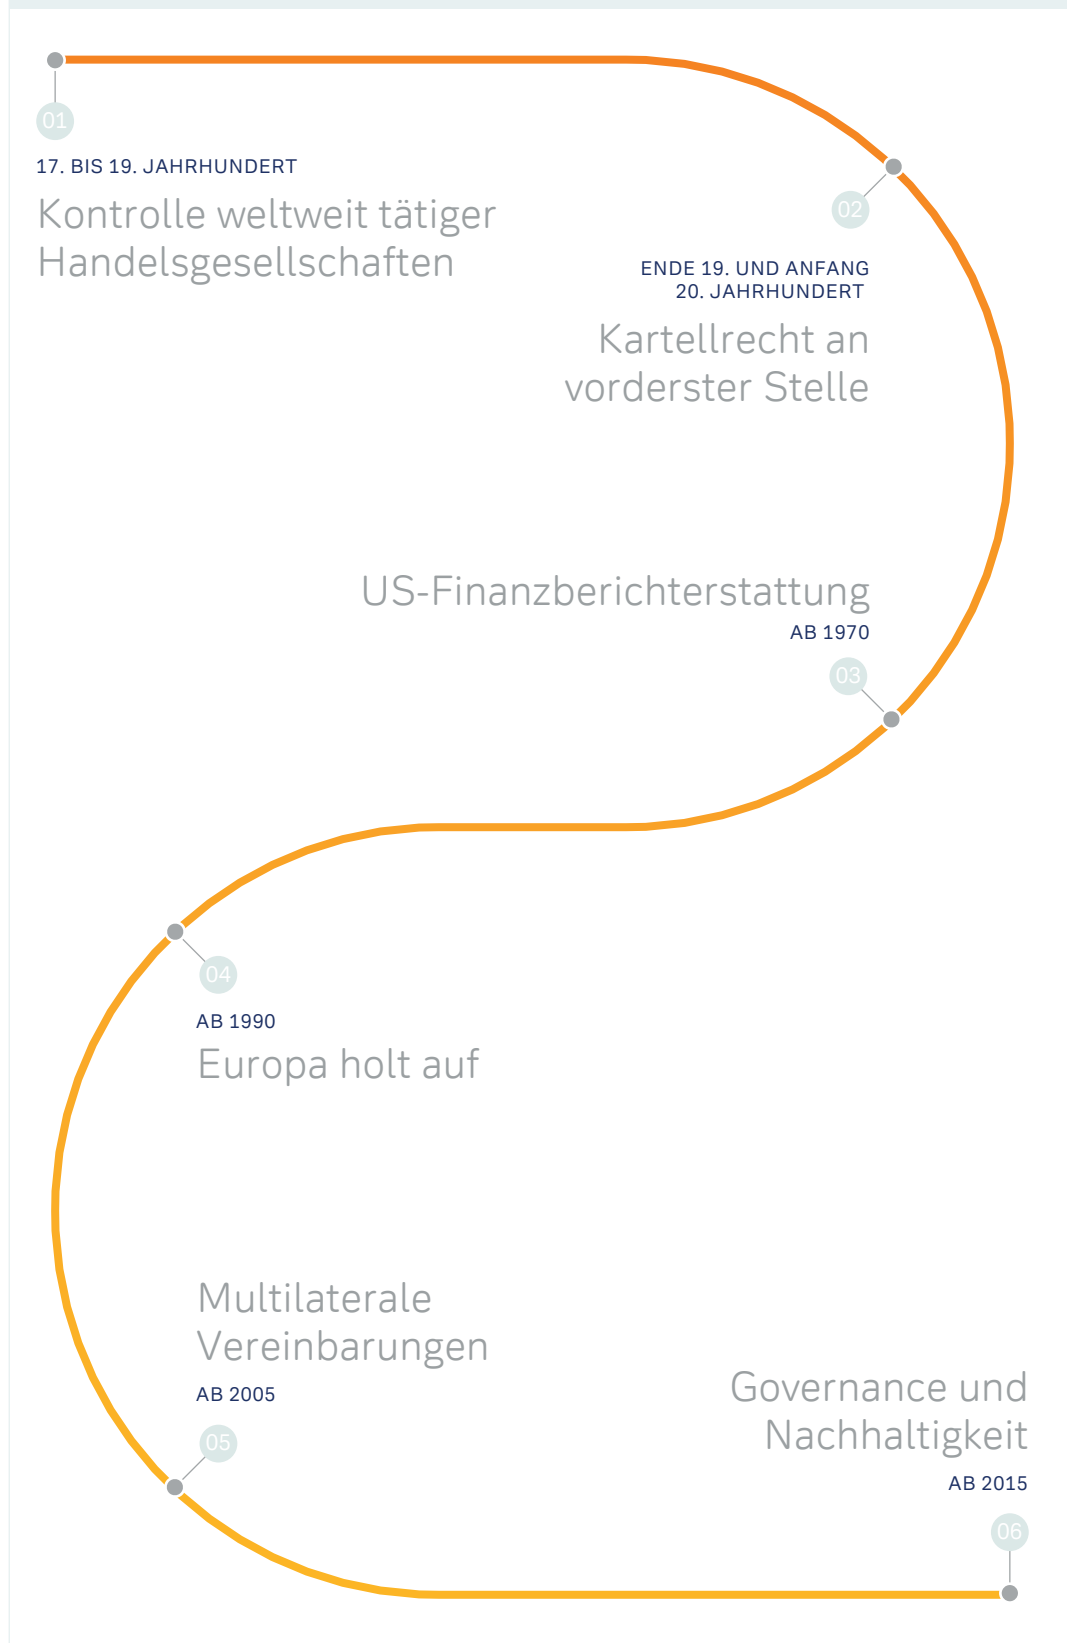 01
17. BIS 19. JAHRHUNDERT
Kontrolle weltweit tätiger
Handelsgesellschaften
02
ENDE 19. UND ANFANG
20. JAHRHUNDERT
Kartellrecht an
vorderster Stelle
US-Finanzberichterstattung
AB 1970
03
04
AB 1990
Europa holt auf
Multilaterale
Vereinbarungen
AB 2005
05
Governance und
Nachhaltigkeit
AB 2015
06